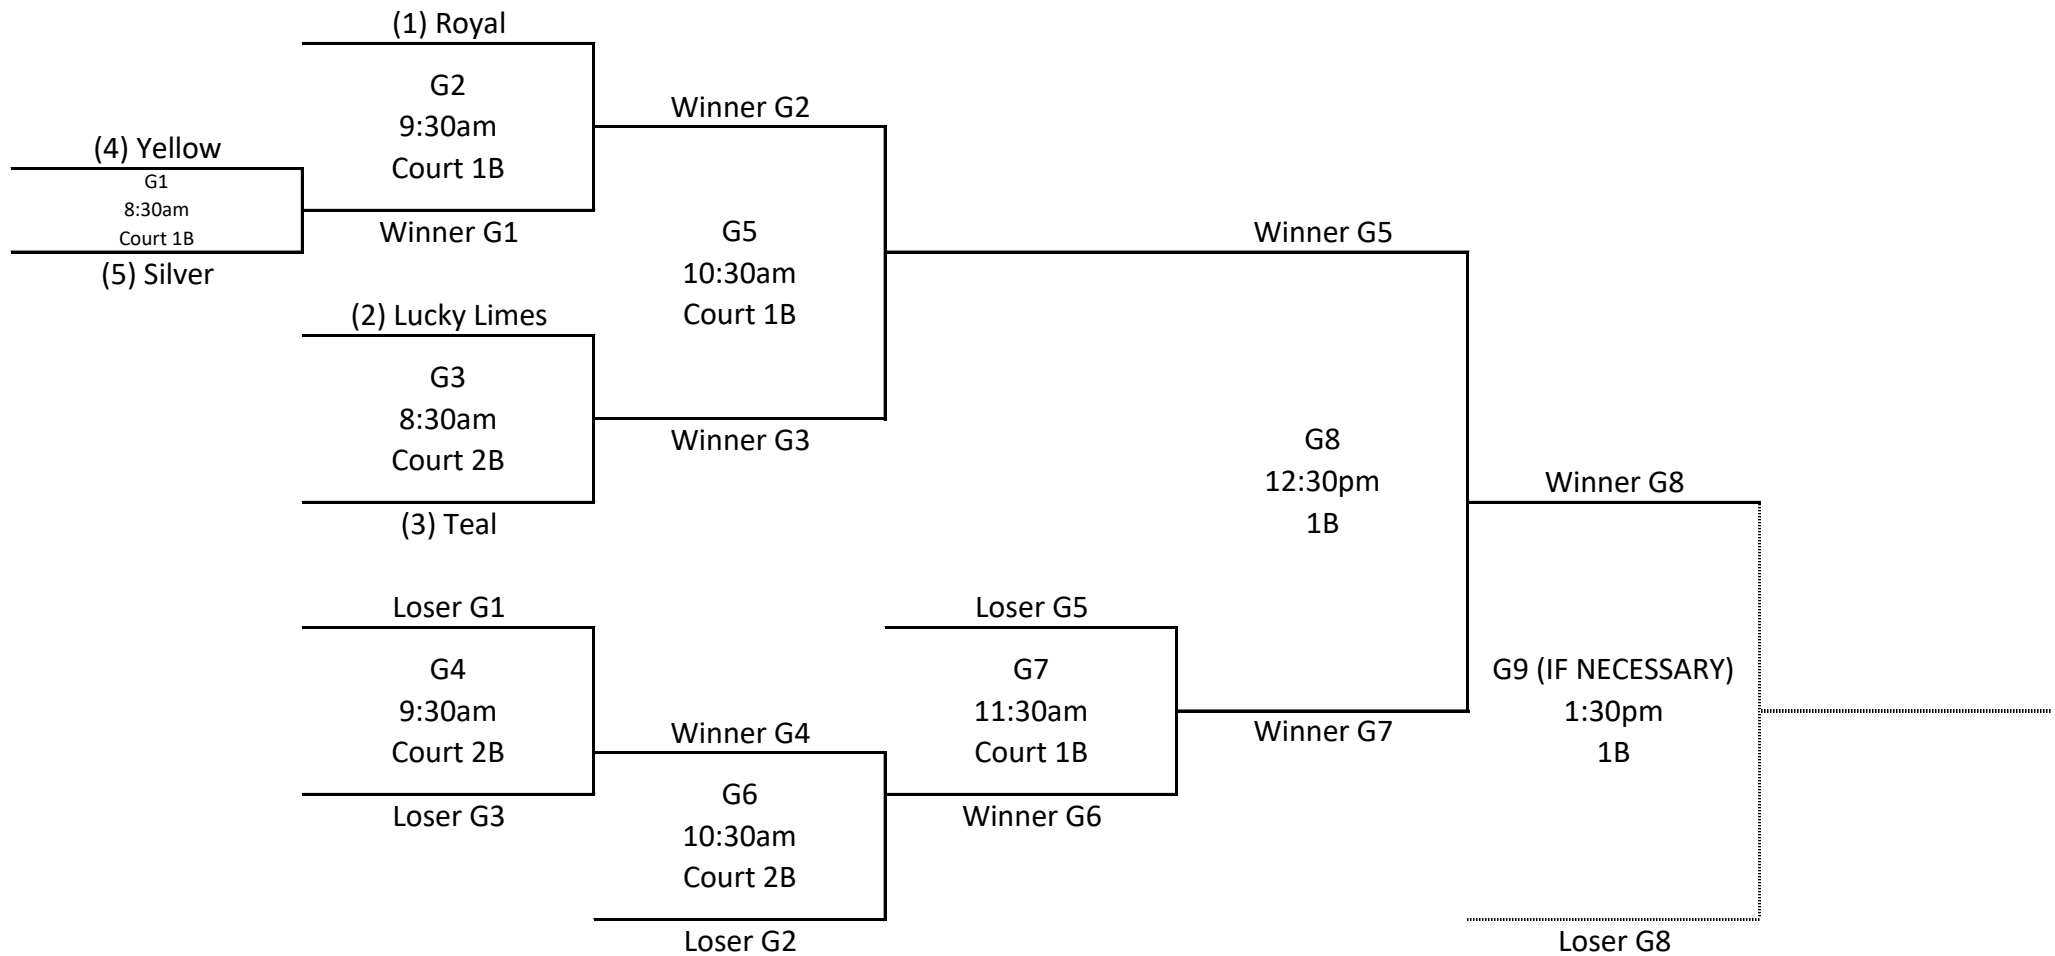 (1) Royal
G2
9:30am
Court 1B
Winner G1
(4) Yellow
G1
8:30am
Court 1B
(5) Silver
(2) Lucky Limes
G3
8:30am
Court 2B
(3) Teal
Winner G2
G5
10:30am
Court 1B
Winner G3
Winner G5
G8
12:30pm
1B
Winner G7
Loser G1
G4
9:30am
Court 2B
Loser G3
Winner G4
G6
10:30am
Court 2B
Loser G2
Loser G5
G7
11:30am
Court 1B
Winner G6
Winner G8
G9 (IF NECESSARY)
1:30pm
1B
Loser G8